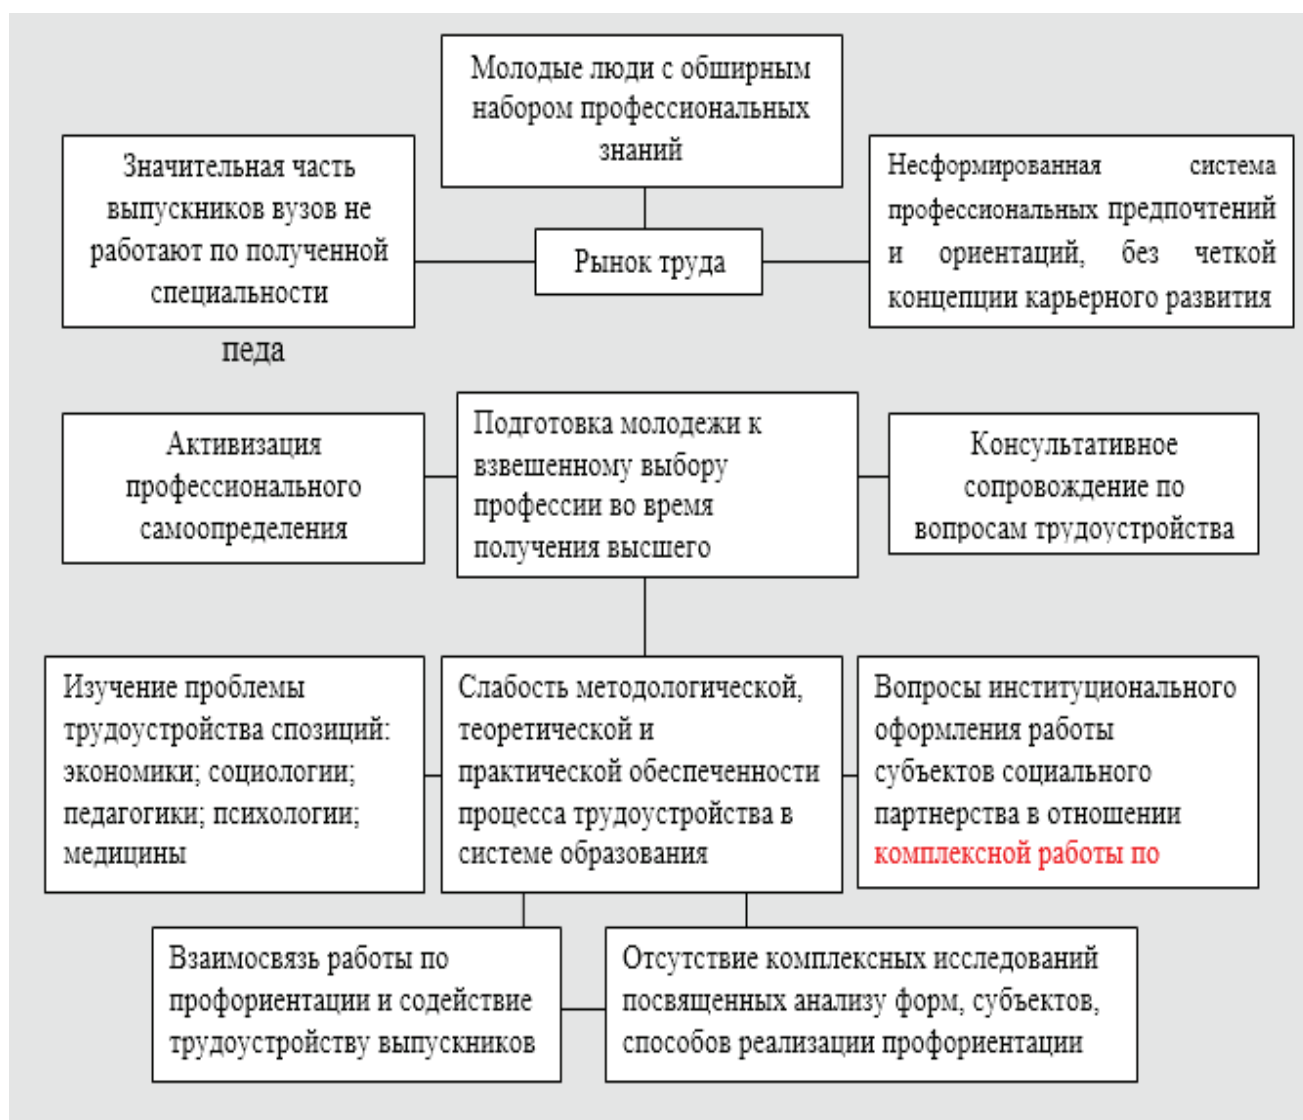 Молодые люди с обширным
набором профессиональных
знаний
Значительная часть
выпускников вузов не
работают по полученной
специальности
Рынок труда
Несформированная система
профессиональных предпочтений
и ориентаций, без четкой
концепции карьерного развития
педа
Активизация
профессионального
самоопределения
Подготовка молодежи к
взвешенному выбору
профессии во время
получения высшего
Консультативное
сопровождение по
вопросам трудоустройства
Изучение проблемы
трудоустройства спозиций:
экономики; социологии;
педагогики; психологии;
медицины
Слабость методологической,
теоретической и
практической обеспеченности
процесса трудоустройства в
системе образования
Вопросы институционального
оформления работы
субъектов социального
партнерства в отношении
комплексной работы по
Взаимосвязь работы по
профориентации и содействие
трудоустройству выпускников
Отсутствие комплексных исследований
посвященных анализу форм, субъектов,
способов реализации профориентации